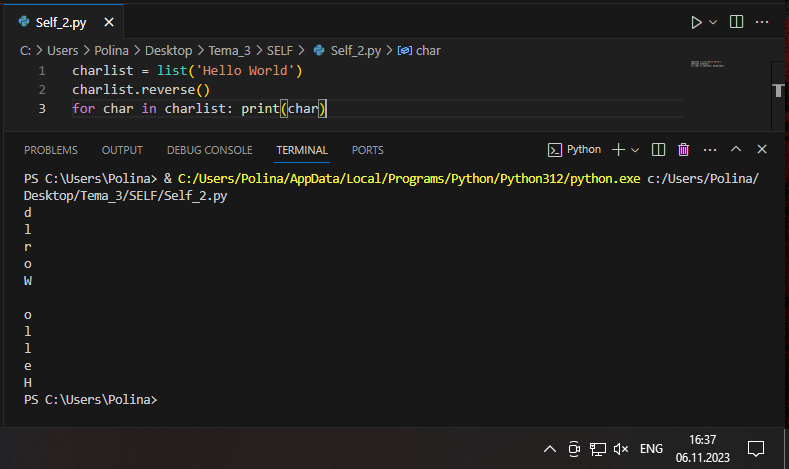 Self_2.py
C: > Users > Polina > Desktop > Tema_3 > SELF > Self_2.py > char
1 charlist = list('Hello World')
2 charlist.reverse()
3 for char in charlist: print(char)
PROBLEMS OUTPUT DEBUG CONSOLE TERMINAL PORTS Python
PS C:\Users\Polina> & C:/Users/Polina/AppData/Local/Programs/Python/Python312/python.exe c:/Users/Polina/
Desktop/Tema_3/SELF/Self_2.py
d
l
r
o
W

o
l
l
e
H
PS C:\Users\Polina>
ENG
16:37
06.11.2023